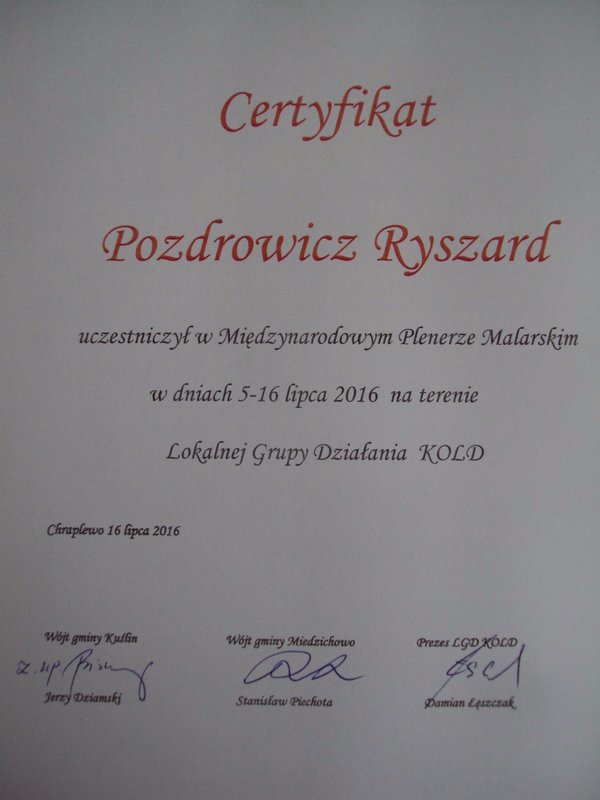 Certyfikat
Pozdrowicz Ryszard
uczestniczył w Międzynarodowym Plenerze Malarskim
w dniach 5-16 lipca 2016 na terenie
Lokalnej Grupy Działania KOLD
Chraplewo 16 lipca 2016
Wójt gminy Kuślin
z. up.
Jerzy Dziamski
Wójt gminy Miedzichowo
Stanisław Piechota
Prezes LGD KOLD
Damian Łęszczak